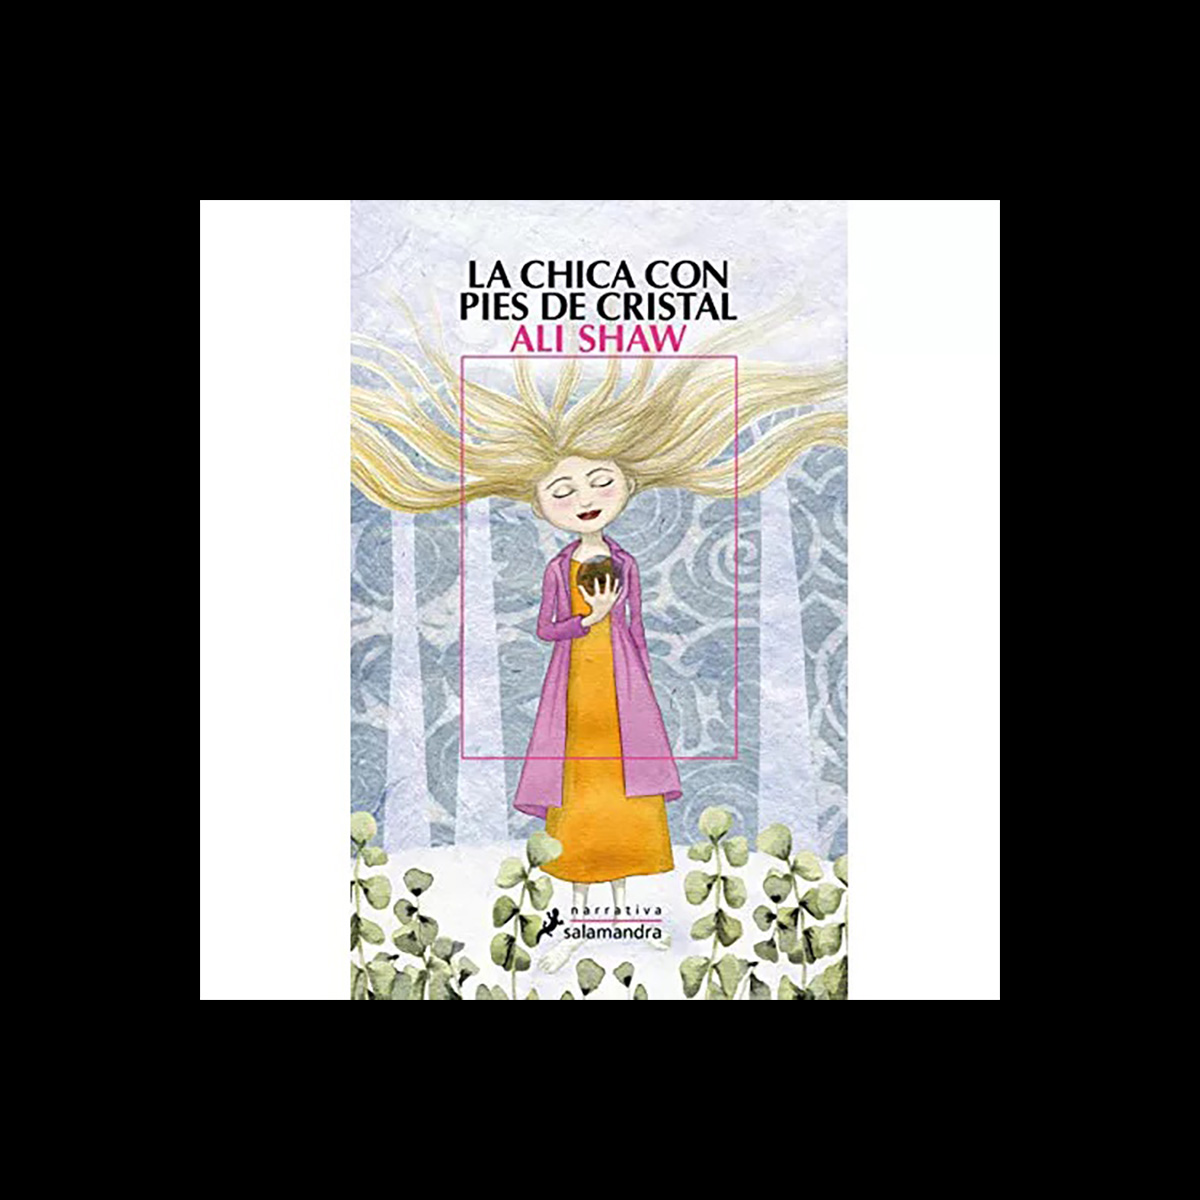 LA CHICA CON
PIES DE CRISTAL
ALI SHAW
narrativa
salamandra